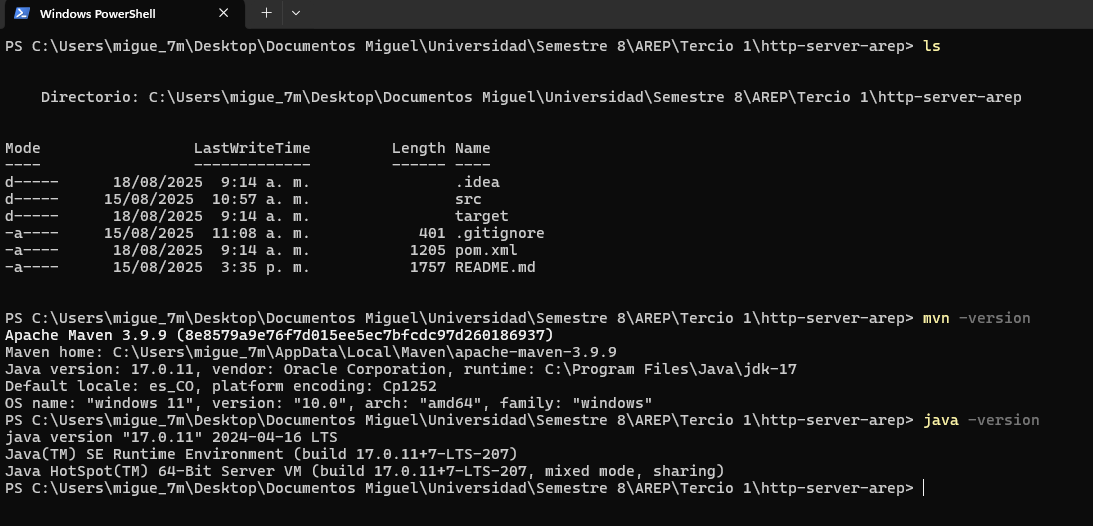 Windows PowerShell
PS C:\Users\migue_7m\Desktop\Documentos Miguel\Universidad\Semestre 8\AREP\Tercio 1\http-server-arep> ls
Directorio: C:\Users\migue_7m\Desktop\Documentos Miguel\Universidad\Semestre 8\AREP\Tercio 1\http-server-arep
Mode                 LastWriteTime         Length Name
----                 -------------         ------ ----
d-----      18/08/2025  9:14 a. m.                .idea
d-----     15/08/2025  10:57 a. m.                src
d-----      18/08/2025  9:14 a. m.                target
-a----     15/08/2025  11:08 a. m.            401 .gitignore
-a----      18/08/2025  9:14 a. m.           1205 pom.xml
-a----      15/08/2025  3:35 p. m.           1757 README.md
PS C:\Users\migue_7m\Desktop\Documentos Miguel\Universidad\Semestre 8\AREP\Tercio 1\http-server-arep> mvn -version
Apache Maven 3.9.9 (8e8579a9e76f7d015ee5ec7bfcdc97d260186937)
Maven home: C:\Users\migue_7m\AppData\Local\Maven\apache-maven-3.9.9
Java version: 17.0.11, vendor: Oracle Corporation, runtime: C:\Program Files\Java\jdk-17
Default locale: es_CO, platform encoding: Cp1252
OS name: "windows 11", version: "10.0", arch: "amd64", family: "windows"
PS C:\Users\migue_7m\Desktop\Documentos Miguel\Universidad\Semestre 8\AREP\Tercio 1\http-server-arep> java -version
java version "17.0.11" 2024-04-16 LTS
Java(TM) SE Runtime Environment (build 17.0.11+7-LTS-207)
Java HotSpot(TM) 64-Bit Server VM (build 17.0.11+7-LTS-207, mixed mode, sharing)
PS C:\Users\migue_7m\Desktop\Documentos Miguel\Universidad\Semestre 8\AREP\Tercio 1\http-server-arep>